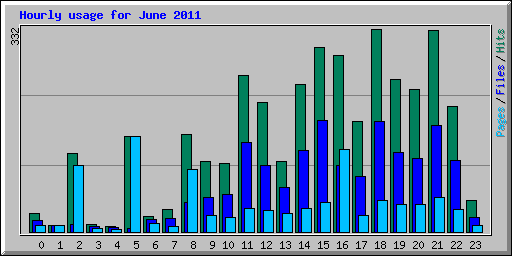 Hourly usage for June 2011
332
Pages / Files / Hits
0 1 2 3 4 5 6 7 8 9 10 11 12 13 14 15 16 17 18 19 20 21 22 23